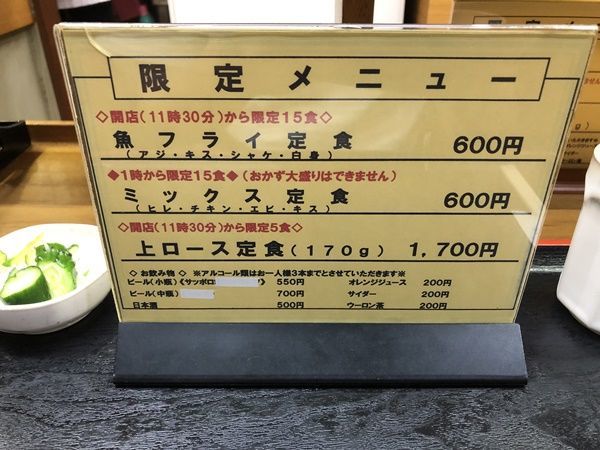 限定メニュー
◇開店(11時30分)から限定15食◇
魚フライ定食 600円
(アジ・キス・シャケ・白身)
◆1時から限定15食◆(おかず大盛りはできません)
ミックス定食 600円
(ヒレ・チキン・エビ・キス)
◇開店(11時30分)から限定5食◇
上ロース定食(170g) 1,700円
◇お飲み物◇ ※アルコール類はお一人様3本までとさせていただきます※
ビール(小瓶)《サッポロ 》 550円 オレンジジュース 200円
ビール(中瓶) 700円 サイダー 200円
日本酒 500円 ウーロン茶 200円